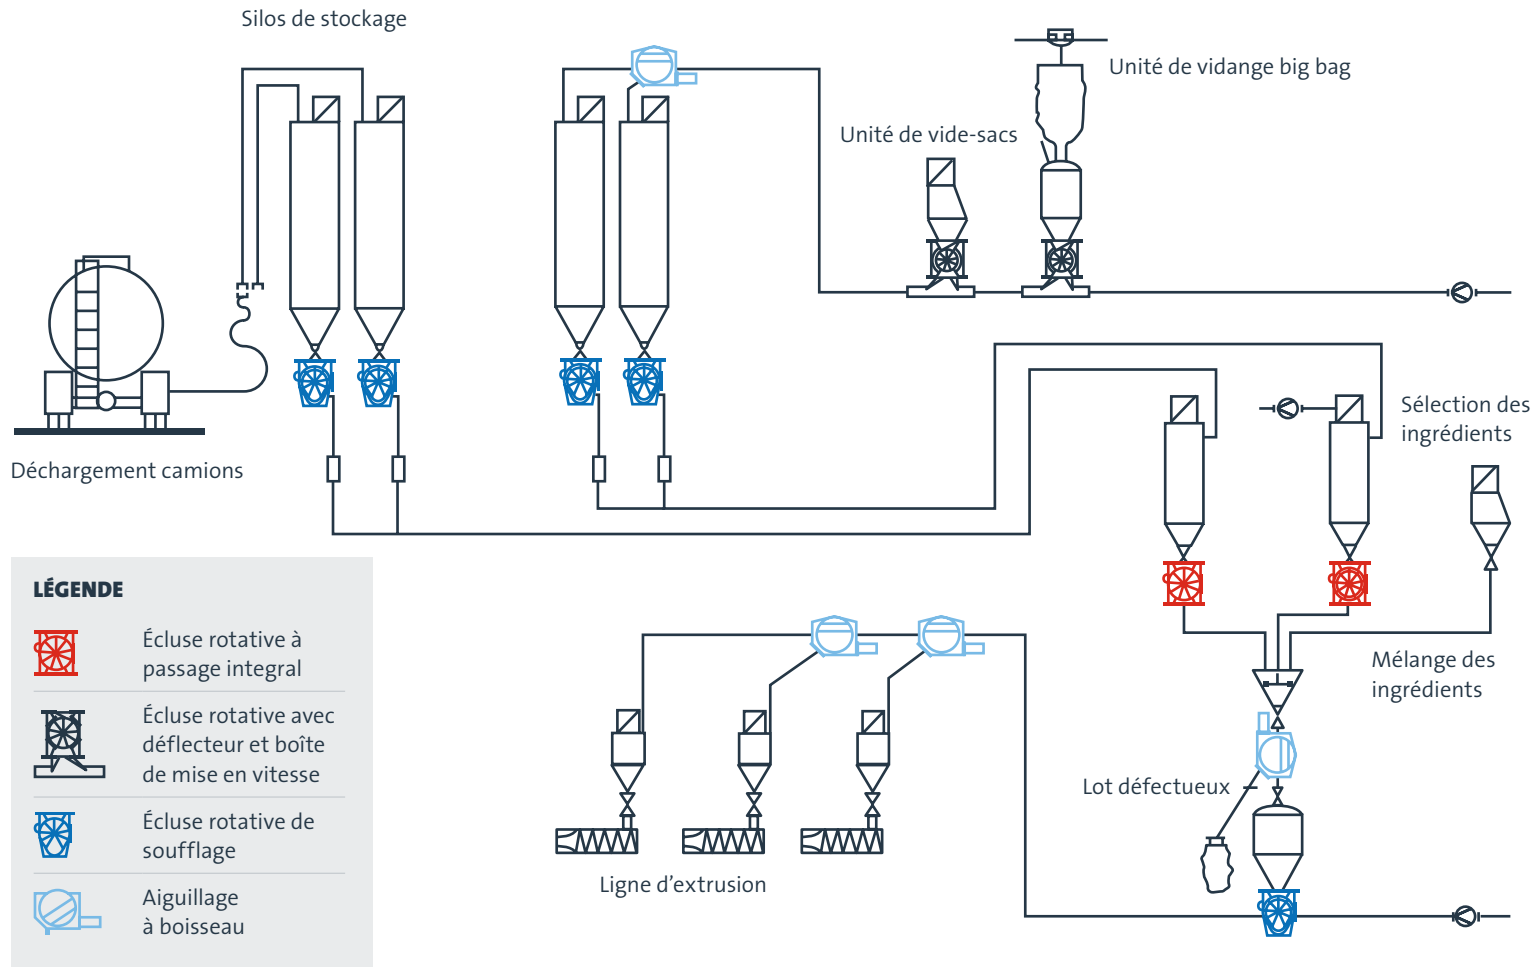 Silos de stockage
Unité de vidange big bag
Unité de vide-sacs
Déchargement camions
Sélection des
ingrédients
Mélange des
ingrédients
Lot défectueux
Ligne d'extrusion
LÉGENDE
Écluse rotative à
passage integral
Écluse rotative avec
déflecteur et boîte
de mise en vitesse
Écluse rotative de
soufflage
Aiguillage
à boisseau